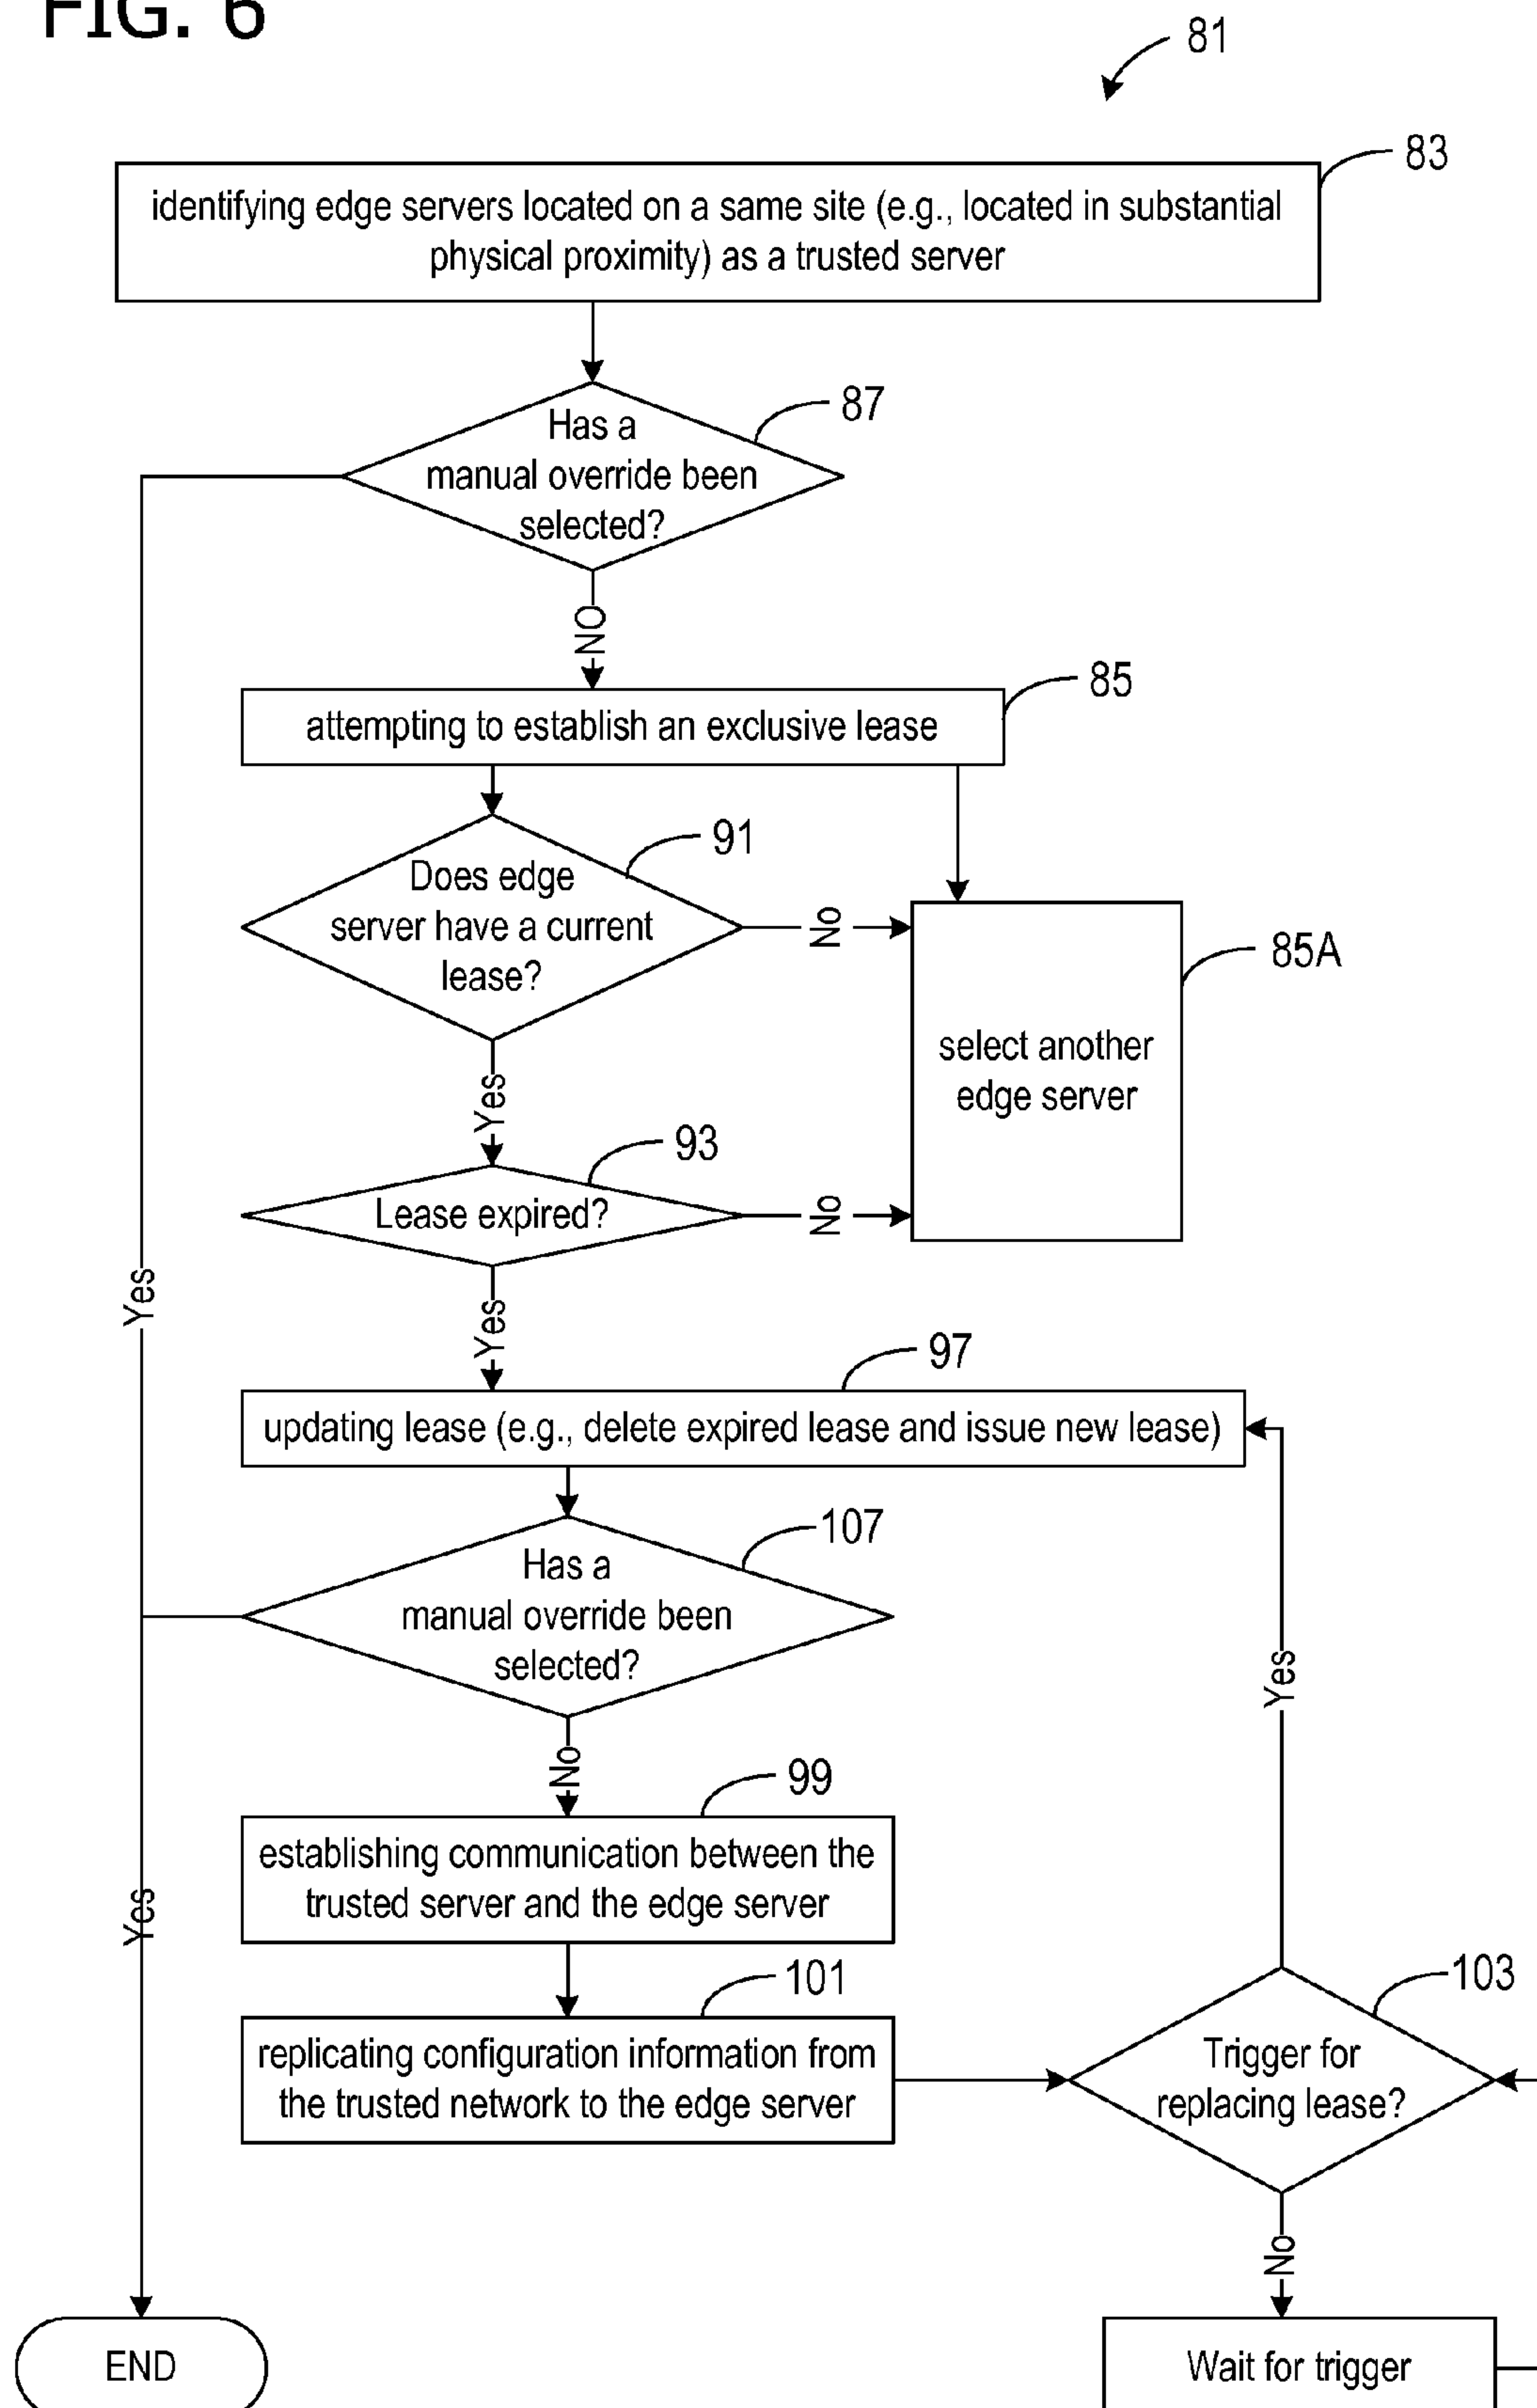 FIG. 6
81
83
identifying edge servers located on a same site (e.g., located in substantial
physical proximity) as a trusted server
87
Has a
manual override been
selected?
NO
85
attempting to establish an exclusive lease
91
Does edge
server have a current
lease?
No
85A
select another
edge server
Yes
93
Lease expired?
No
Yes
Yes
97
updating lease (e.g., delete expired lease and issue new lease)
107
Has a
manual override been
selected?
Yes
No
99
establishing communication between the
trusted server and the edge server
Yes
101
replicating configuration information from
the trusted network to the edge server
103
Trigger for
replacing lease?
No
END
Wait for trigger